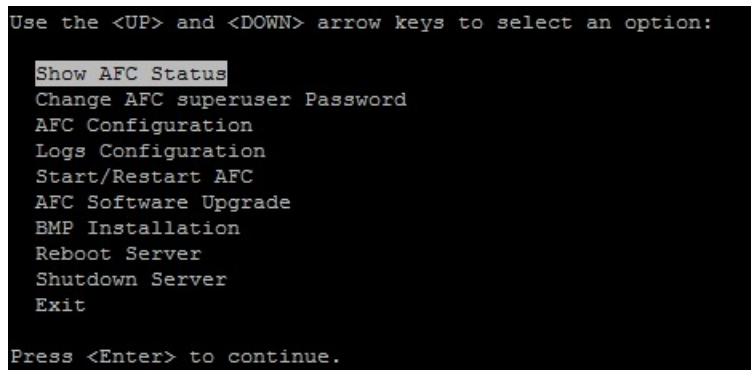 Use the <UP> and <DOWN> arrow keys to select an option:
Show AFC Status
Change AFC superuser Password
AFC Configuration
Logs Configuration
Start/Restart AFC
AFC Software Upgrade
BMP Installation
Reboot Server
Shutdown Server
Exit
Press <Enter> to continue.